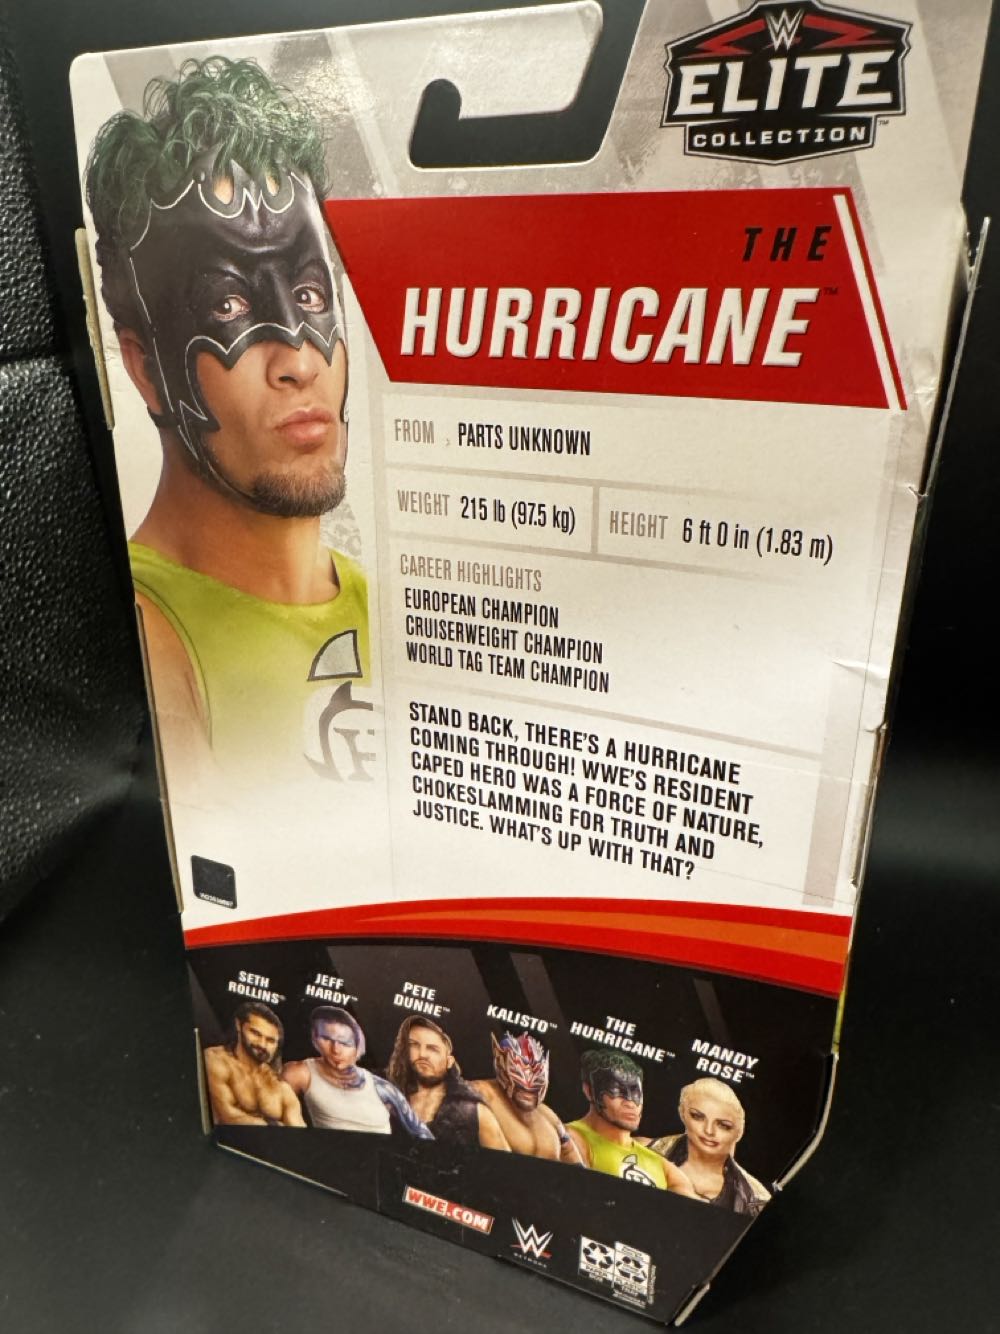 W
ELITE
COLLECTION™
THE
HURRICANE™
FROM PARTS UNKNOWN
WEIGHT 215 lb (97.5 kg) HEIGHT 6 ft 0 in (1.83 m)
CAREER HIGHLIGHTS
EUROPEAN CHAMPION
CRUISERWEIGHT CHAMPION
WORLD TAG TEAM CHAMPION
STAND BACK, THERE'S A HURRICANE
COMING THROUGH! WWE'S RESIDENT
CAPED HERO WAS A FORCE OF NATURE,
CHOKESLAMMING FOR TRUTH AND
JUSTICE. WHAT'S UP WITH THAT?
SETH
ROLLINS™
JEFF
HARDY™
PETE
DUNNE™
KALISTO™
THE
HURRICANE™
MANDY
ROSE™
WWE.COM
W
NETWORK